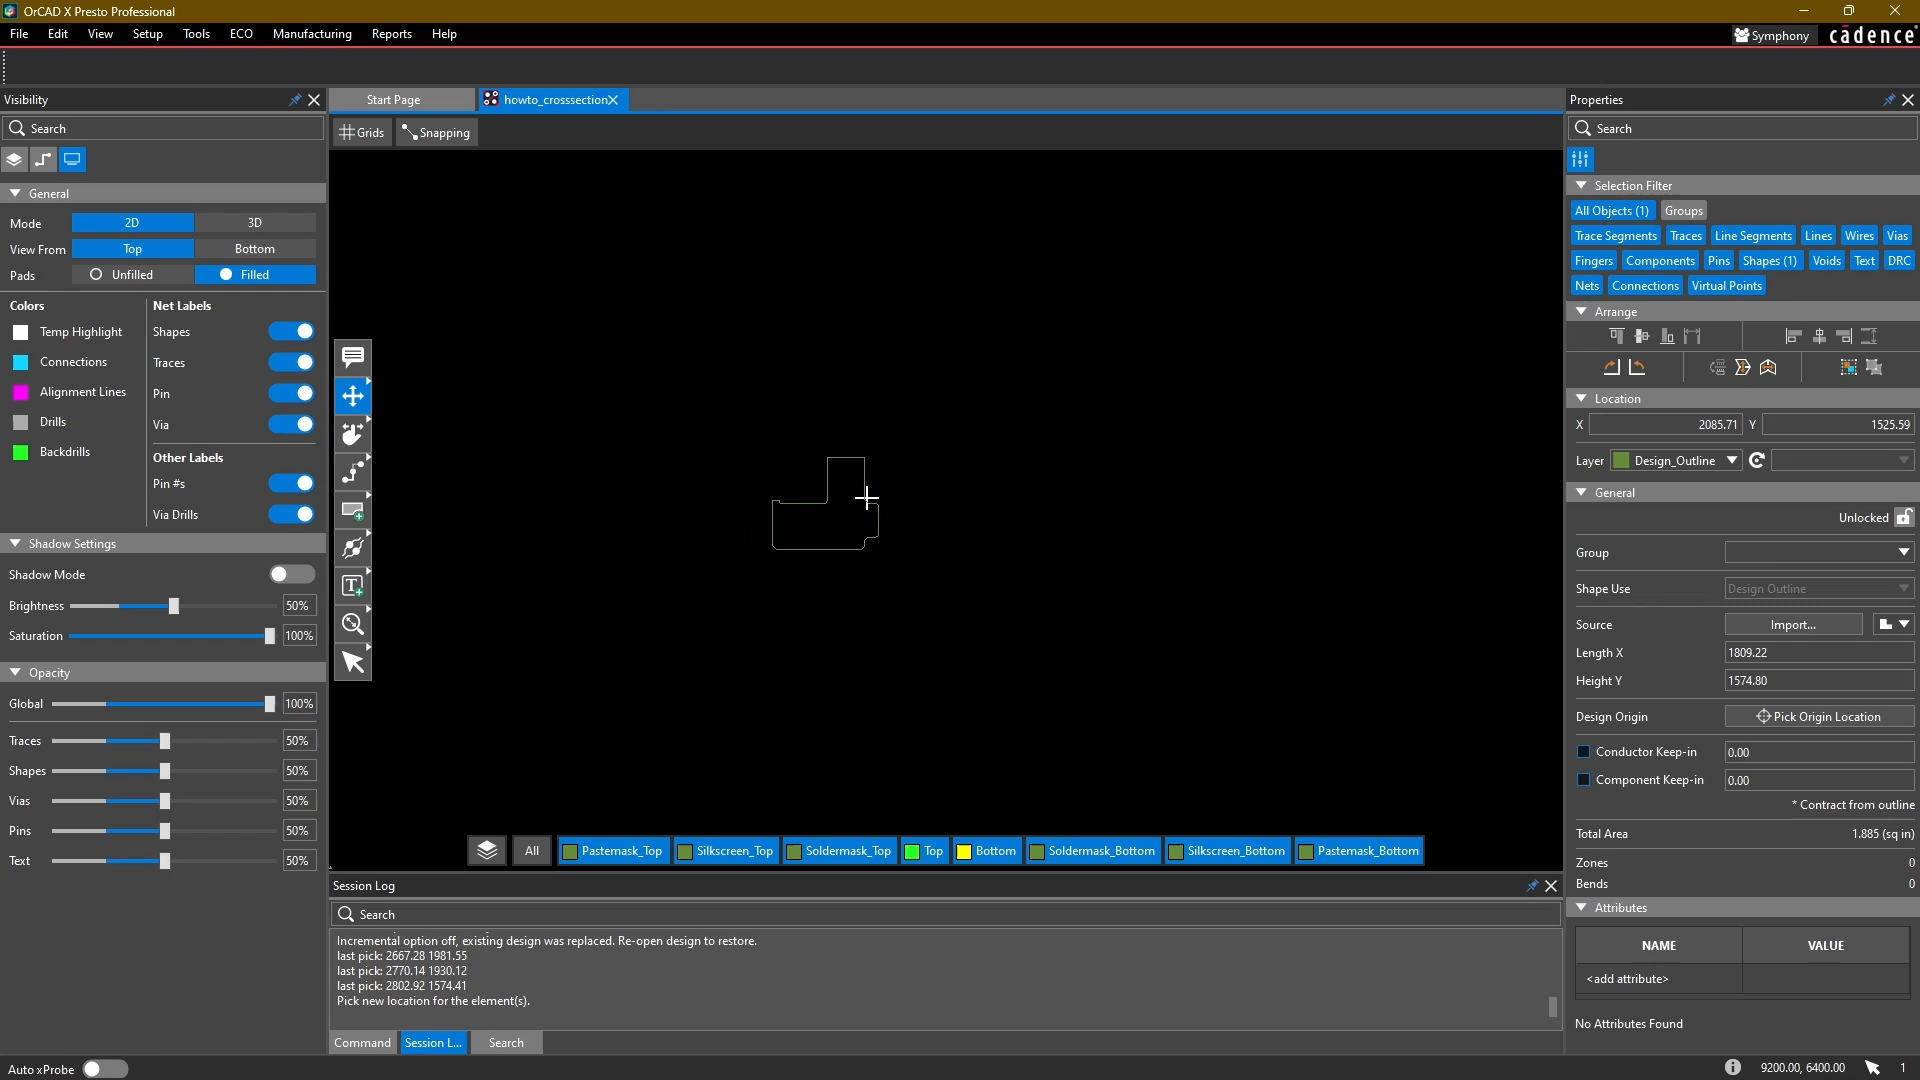 OrCAD X Presto Professional
File Edit View Setup Tools ECO Manufacturing Reports Help
Symphony
cādence
Visibility
Search
General
Mode 2D 3D
View From Top Bottom
Pads Unfilled Filled
Colors Net Labels
Temp Highlight Shapes
Connections Traces
Alignment Lines Pin
Drills Via
Backdrills
Other Labels
Pin #s
Via Drills
Shadow Settings
Shadow Mode
Brightness 50%
Saturation 100%
Opacity
Global 100%
Traces 50%
Shapes 50%
Vias 50%
Pins 50%
Text 50%
Auto xProbe
Start Page howto_crosssection
Grids Snapping
All Pastemask_Top Silkscreen_Top Soldermask_Top Top Bottom Soldermask_Bottom Silkscreen_Bottom Pastemask_Bottom
Session Log
Search
Incremental option off, existing design was replaced. Re-open design to restore.
last pick: 2667.28 1981.55
last pick: 2770.14 1930.12
last pick: 2802.92 1574.41
Pick new location for the element(s).
Command Session L... Search
Properties
Search
Selection Filter
All Objects (1) Groups
Trace Segments Traces Line Segments Lines Wires Vias
Fingers Components Pins Shapes (1) Voids Text DRC
Nets Connections Virtual Points
Arrange
Location
X 2085.71 Y 1525.59
Layer Design_Outline
General
Unlocked
Group
Shape Use Design Outline
Source Import...
Length X 1809.22
Height Y 1574.80
Design Origin Pick Origin Location
Conductor Keep-in 0.00
Component Keep-in 0.00
* Contract from outline
Total Area 1.885 (sq in)
Zones 0
Bends 0
Attributes
NAME VALUE
<add attribute>
No Attributes Found
9200.00, 6400.00 1